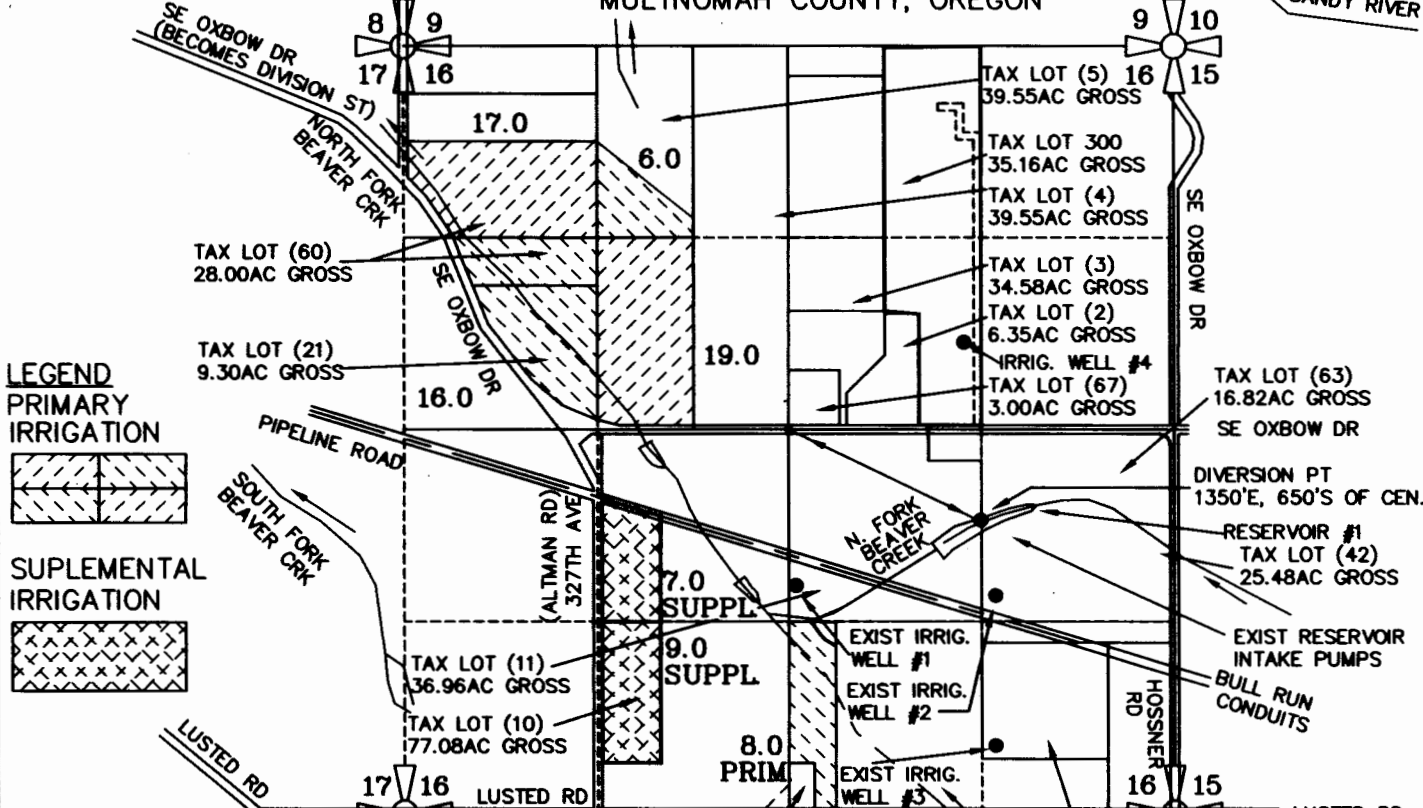 MULTNOMAH COUNTY, OREGON
SANDY RIVER
SE OXBOW DR
(BECOMES DIVISION ST)
8 9
17 16
9 10
16 15
NORTH FORK
BEAVER CRK
17.0
6.0
TAX LOT (5)
39.55AC GROSS
TAX LOT 300
35.16AC GROSS
TAX LOT (4)
39.55AC GROSS
SE OXBOW DR
TAX LOT (60)
28.00AC GROSS
SE OXBOW DR
TAX LOT (3)
34.58AC GROSS
TAX LOT (2)
6.35AC GROSS
IRRIG. WELL #4
TAX LOT (67)
3.00AC GROSS
TAX LOT (21)
9.30AC GROSS
19.0
16.0
TAX LOT (63)
16.82AC GROSS
SE OXBOW DR
LEGEND
PRIMARY
IRRIGATION
SUPLEMENTAL
IRRIGATION
PIPELINE ROAD
SOUTH FORK
BEAVER CRK
(ALTMAN RD)
327TH AVE
N. FORK
BEAVER
CREEK
DIVERSION PT
1350'E, 650'S OF CEN.
RESERVOIR #1
TAX LOT (42)
25.48AC GROSS
7.0
SUPPL
9.0
SUPPL
EXIST IRRIG.
WELL #1
EXIST IRRIG.
WELL #2
EXIST RESERVOIR
INTAKE PUMPS
BULL RUN
CONDUITS
TAX LOT (11)
36.96AC GROSS
TAX LOT (10)
77.08AC GROSS
HOSSNER
RD
8.0
PRIM
EXIST IRRIG.
WELL #3
LUSTED RD
17 16
LUSTED RD
16 15